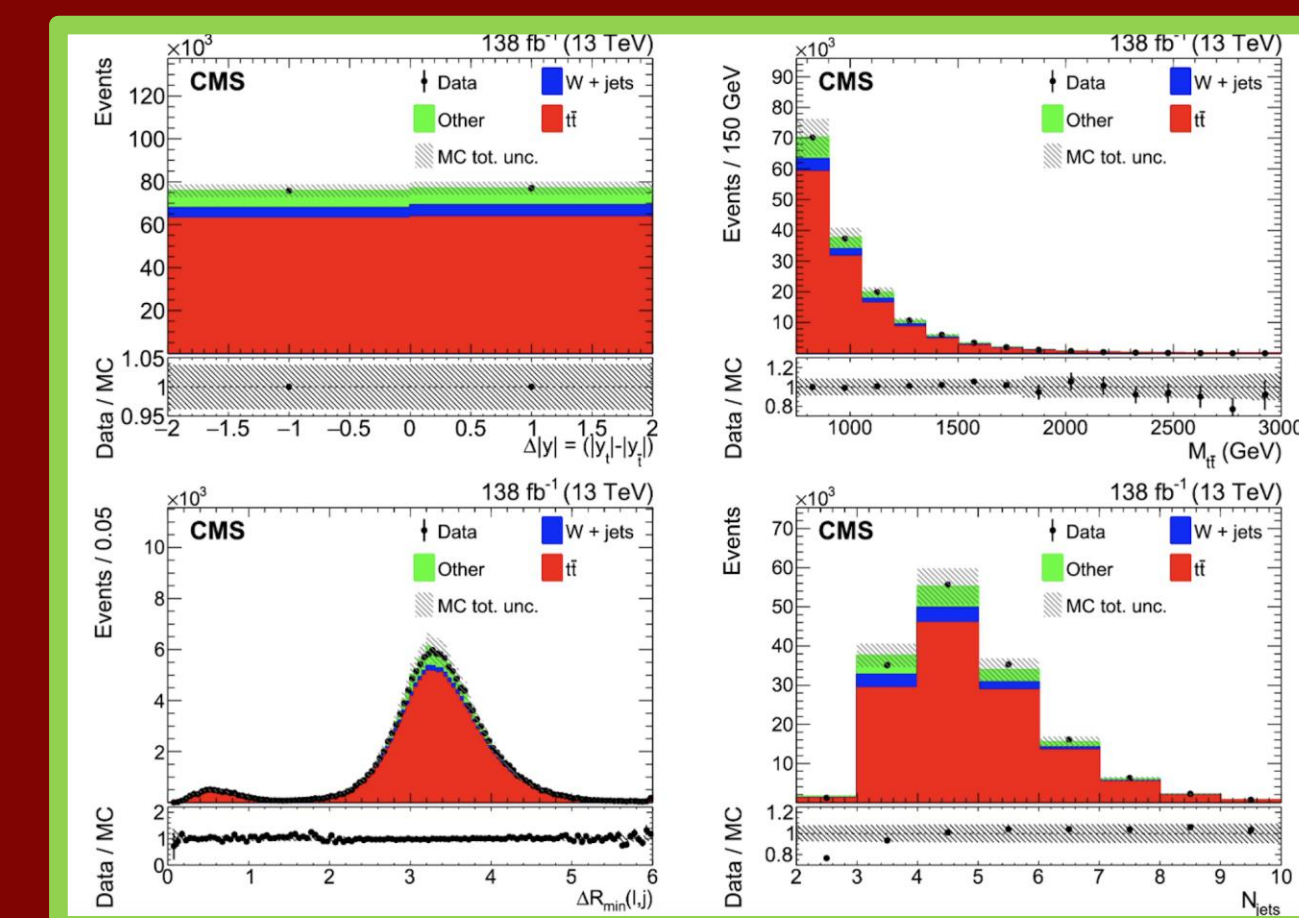 ×10³ 138 fb⁻¹ (13 TeV)
CMS Data W + jets
Other tt̄
MC tot. unc.
Events
120
100
80
60
40
20
Data / MC
1.05
1
0.95
−2 −1.5 −1 −0.5 0 0.5 1 1.5 2
Δ|y| = (|yₜ|-|y_t̄|)
×10³ 138 fb⁻¹ (13 TeV)
CMS Data W + jets
Other tt̄
MC tot. unc.
Events / 150 GeV
90
80
70
60
50
40
30
20
10
Data / MC
1.2
1
0.8
1000 1500 2000 2500 3000
M_tt̄ (GeV)
×10³ 138 fb⁻¹ (13 TeV)
CMS Data W + jets
Other tt̄
MC tot. unc.
Events / 0.05
10
8
6
4
2
Data / MC
2
1
0
0 1 2 3 4 5 6
ΔR_min(l,j)
×10³ 138 fb⁻¹ (13 TeV)
CMS Data W + jets
Other tt̄
MC tot. unc.
Events
70
60
50
40
30
20
10
Data / MC
1.2
1
0.8
2 3 4 5 6 7 8 9 10
N_jets